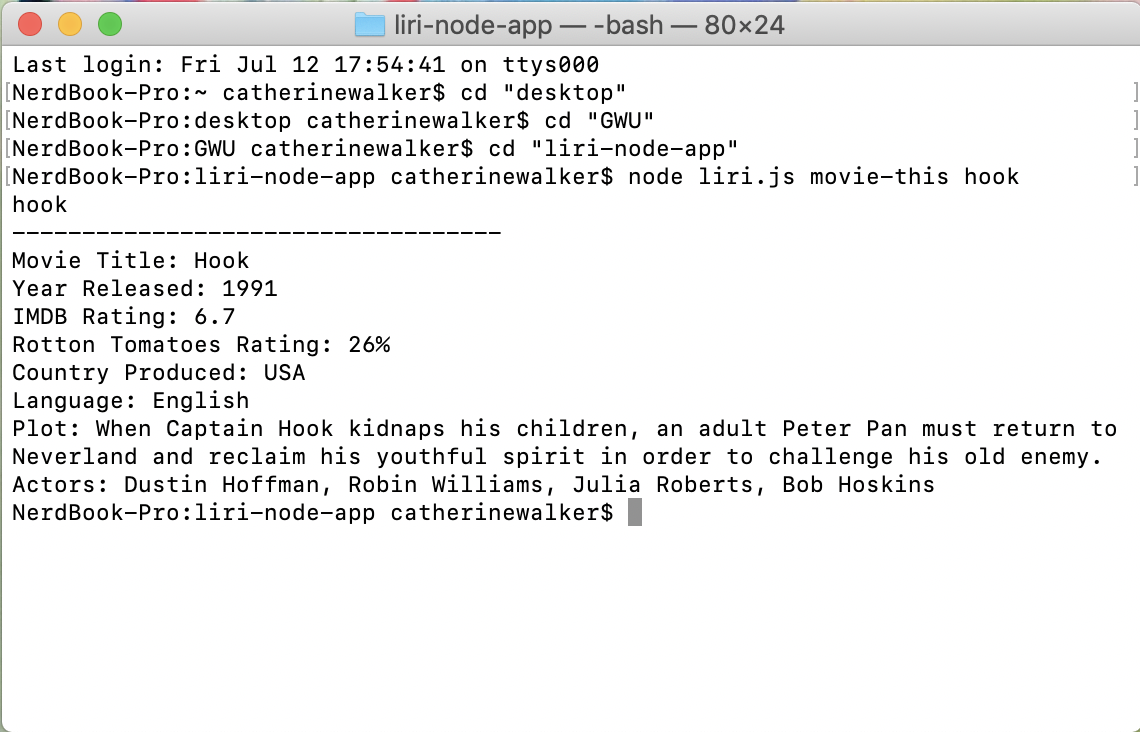 liri-node-app — -bash — 80×24
Last login: Fri Jul 12 17:54:41 on ttys000
[NerdBook-Pro:~ catherinewalker$ cd "desktop" ]
[NerdBook-Pro:desktop catherinewalker$ cd "GWU" ]
[NerdBook-Pro:GWU catherinewalker$ cd "liri-node-app" ]
[NerdBook-Pro:liri-node-app catherinewalker$ node liri.js movie-this hook ]
hook
-----------------------------------
Movie Title: Hook
Year Released: 1991
IMDB Rating: 6.7
Rotton Tomatoes Rating: 26%
Country Produced: USA
Language: English
Plot: When Captain Hook kidnaps his children, an adult Peter Pan must return to
Neverland and reclaim his youthful spirit in order to challenge his old enemy.
Actors: Dustin Hoffman, Robin Williams, Julia Roberts, Bob Hoskins
NerdBook-Pro:liri-node-app catherinewalker$